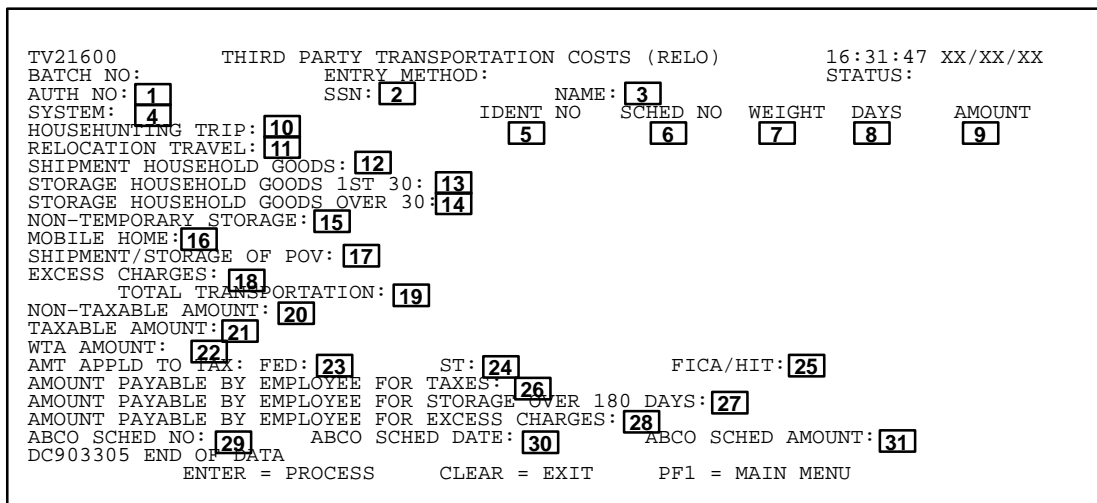 TV21600 THIRD PARTY TRANSPORTATION COSTS (RELO) 16:31:47 XX/XX/XX
BATCH NO: ENTRY METHOD: STATUS:
AUTH NO: 1 SSN: 2 NAME: 3
SYSTEM: 4 IDENT NO SCHED NO WEIGHT DAYS AMOUNT
HOUSEHUNTING TRIP: 10 5 6 7 8 9
RELOCATION TRAVEL: 11
SHIPMENT HOUSEHOLD GOODS: 12
STORAGE HOUSEHOLD GOODS 1ST 30: 13
STORAGE HOUSEHOLD GOODS OVER 30: 14
NON-TEMPORARY STORAGE: 15
MOBILE HOME: 16
SHIPMENT/STORAGE OF POV: 17
EXCESS CHARGES: 18
TOTAL TRANSPORTATION: 19
NON-TAXABLE AMOUNT: 20
TAXABLE AMOUNT: 21
WTA AMOUNT: 22
AMT APPLD TO TAX: FED: 23 ST: 24 FICA/HIT: 25
AMOUNT PAYABLE BY EMPLOYEE FOR TAXES: 26
AMOUNT PAYABLE BY EMPLOYEE FOR STORAGE OVER 180 DAYS: 27
AMOUNT PAYABLE BY EMPLOYEE FOR EXCESS CHARGES: 28
ABCO SCHED NO: 29 ABCO SCHED DATE: 30 ABCO SCHED AMOUNT: 31
DC903305 END OF DATA
ENTER = PROCESS CLEAR = EXIT PF1 = MAIN MENU